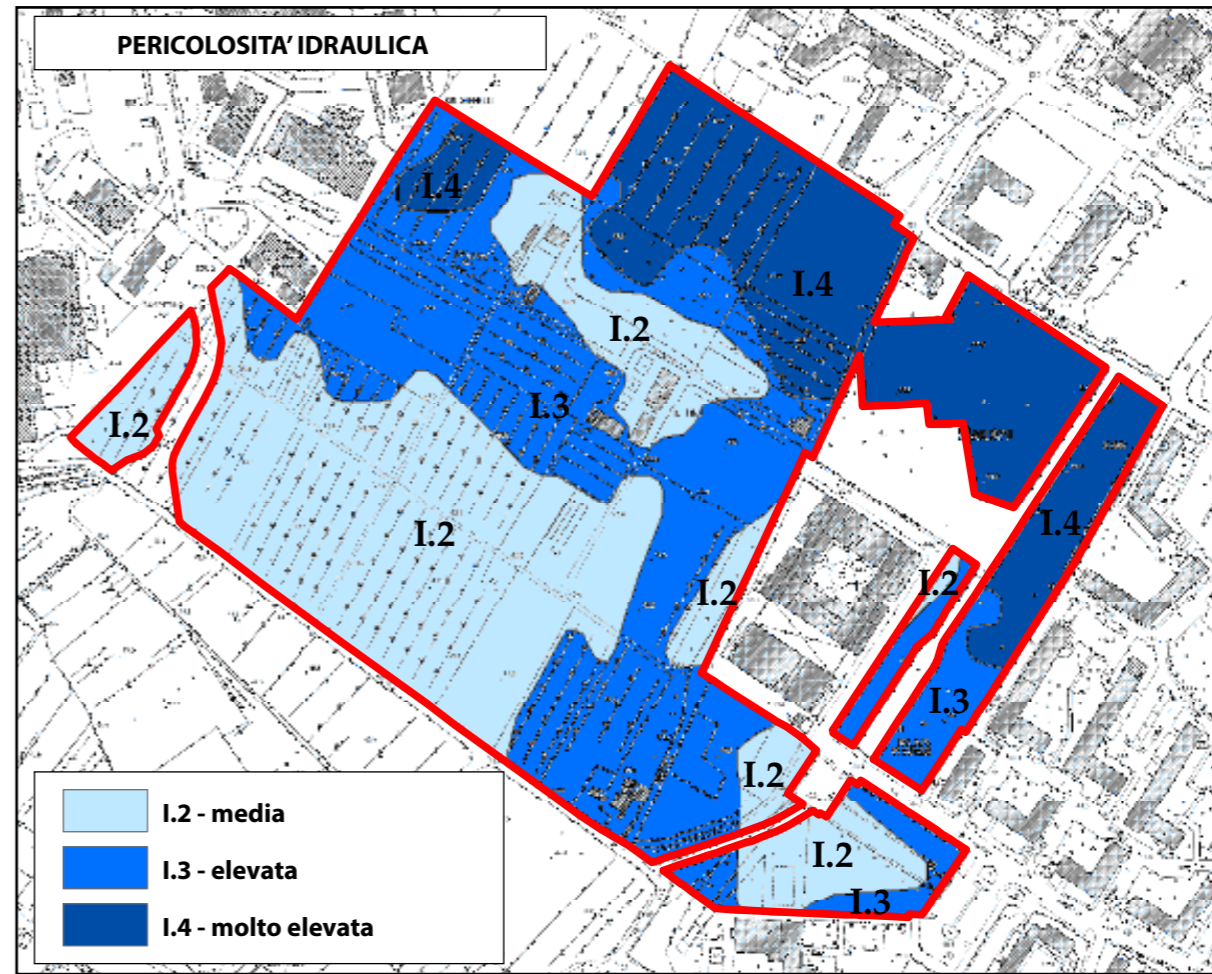 PERICOLOSITA’ IDRAULICA
I.4
I.4
I.2
I.3
I.2
I.2
I.4
I.2
I.2
I.3
I.2
I.2
I.3
I.2 - media
I.3 - elevata
I.4 - molto elevata